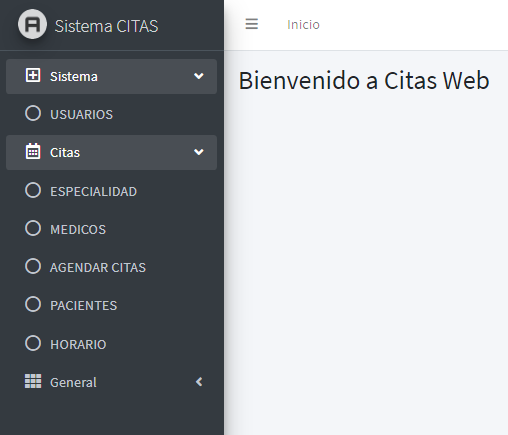 Sistema CITAS
Inicio
Bienvenido a Citas Web
Sistema
USUARIOS
Citas
ESPECIALIDAD
MEDICOS
AGENDAR CITAS
PACIENTES
HORARIO
General